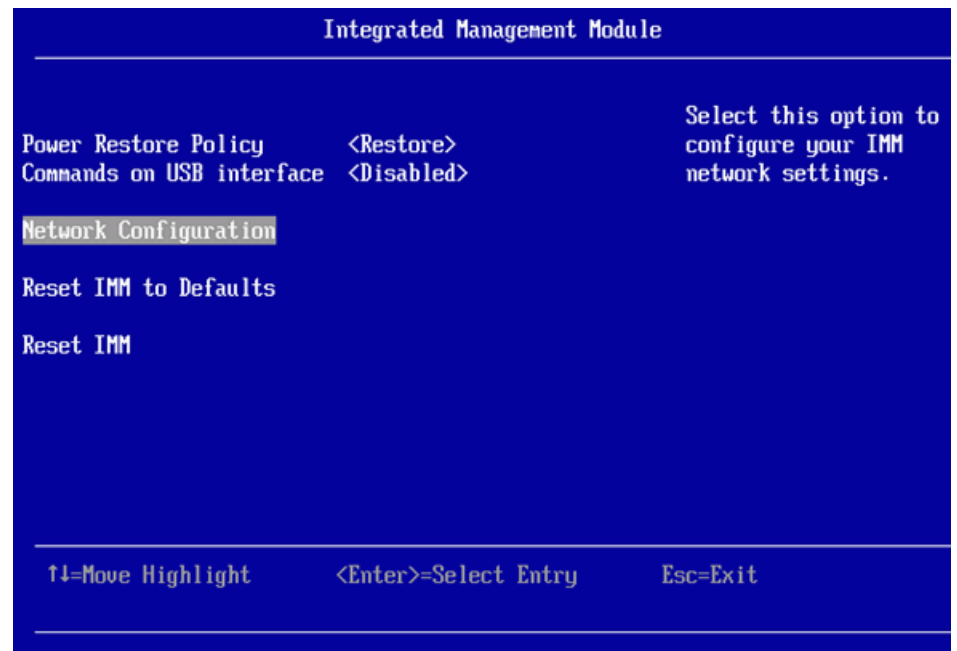 Integrated Management Module
Select this option to
Power Restore Policy <Restore> configure your IMM
Commands on USB interface <Disabled> network settings.
Network Configuration
Reset IMM to Defaults
Reset IMM
↑↓=Move Highlight <Enter>=Select Entry Esc=Exit